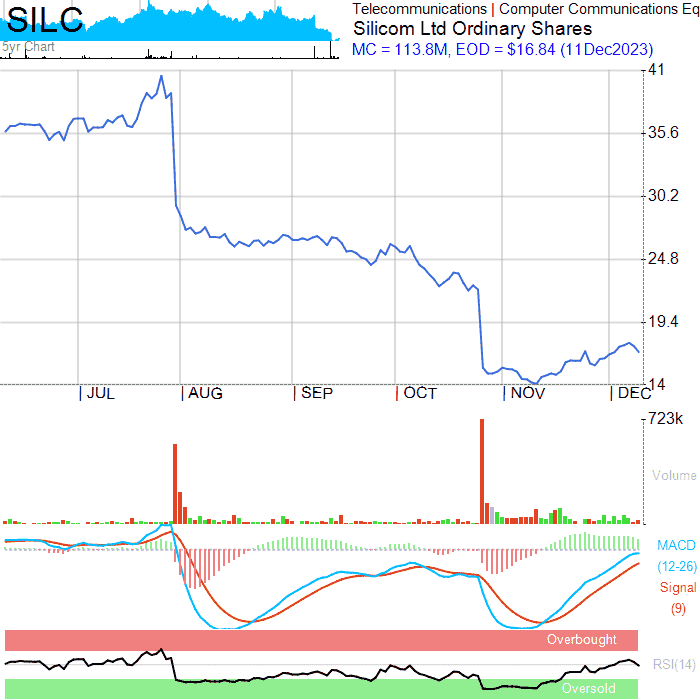 SILC
5yr Chart
Telecommunications | Computer Communications Eq
Silicom Ltd Ordinary Shares
MC = 113.8M, EOD = $16.84 (11Dec2023)
41
35.6
30.2
24.8
19.4
14
JUL
AUG
SEP
OCT
NOV
DEC
723k
Volume
MACD
(12-26)
Signal
(9)
Overbought
RSI(14)
Oversold